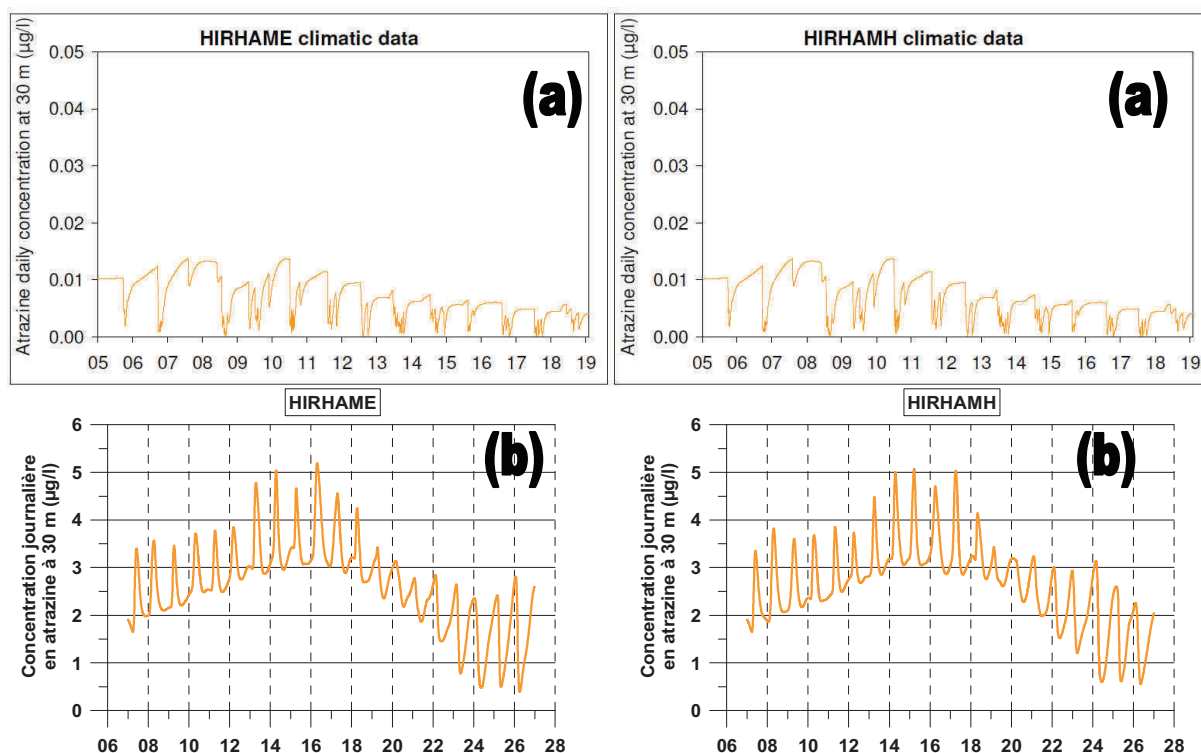 HIRHAME climatic data
Atrazine daily concentration at 30 m (µg/l)
(a)
0.05
0.04
0.03
0.02
0.01
0.00
05 06 07 08 09 10 11 12 13 14 15 16 17 18 19
HIRHAMH climatic data
Atrazine daily concentration at 30 m (µg/l)
(a)
0.05
0.04
0.03
0.02
0.01
0.00
05 06 07 08 09 10 11 12 13 14 15 16 17 18 19
HIRHAME
Concentration journalière
en atrazine à 30 m (µg/l)
(b)
6
5
4
3
2
1
0
06 08 10 12 14 16 18 20 22 24 26 28
HIRHAMH
Concentration journalière
en atrazine à 30 m (µg/l)
(b)
6
5
4
3
2
1
0
06 08 10 12 14 16 18 20 22 24 26 28